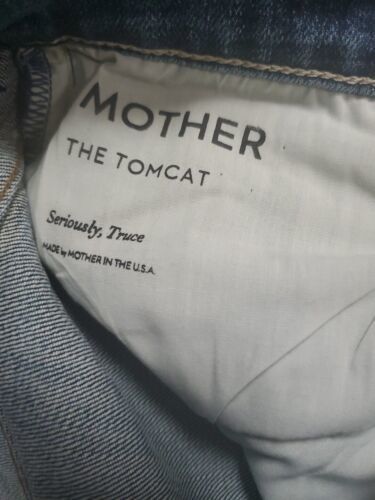 MOTHER
THE TOMCAT
Seriously, Truce
MADE by MOTHER IN THE U.S.A.